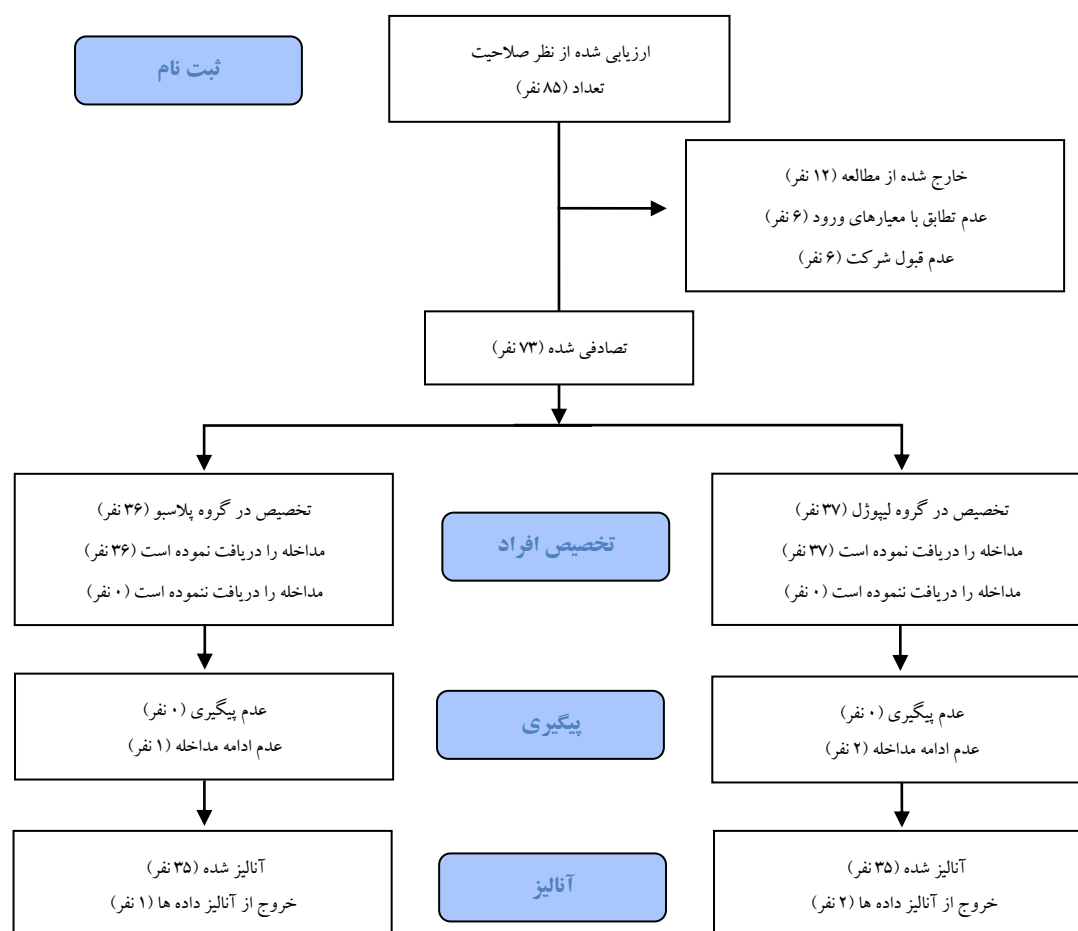 ثبت نام
ارزیابی شده از نظر صلاحیت
تعداد (۸۵ نفر)
خارج شده از مطالعه (۱۲ نفر)
عدم تطابق با معیارهای ورود (۶ نفر)
عدم قبول شرکت (۶ نفر)
تصادفی شده (۷۳ نفر)
تخصیص در گروه لیپوژل (۳۷ نفر)
مداخله را دریافت نموده است (۳۷ نفر)
مداخله را دریافت ننموده است (۰ نفر)
تخصیص افراد
تخصیص در گروه پلاسبو (۳۶ نفر)
مداخله را دریافت نموده است (۳۶ نفر)
مداخله را دریافت ننموده است (۰ نفر)
عدم پیگیری (۰ نفر)
عدم ادامه مداخله (۲ نفر)
پیگیری
عدم پیگیری (۰ نفر)
عدم ادامه مداخله (۱ نفر)
آنالیز شده (۳۵ نفر)
خروج از آنالیز داده ها (۲ نفر)
آنالیز
آنالیز شده (۳۵ نفر)
خروج از آنالیز داده ها (۱ نفر)